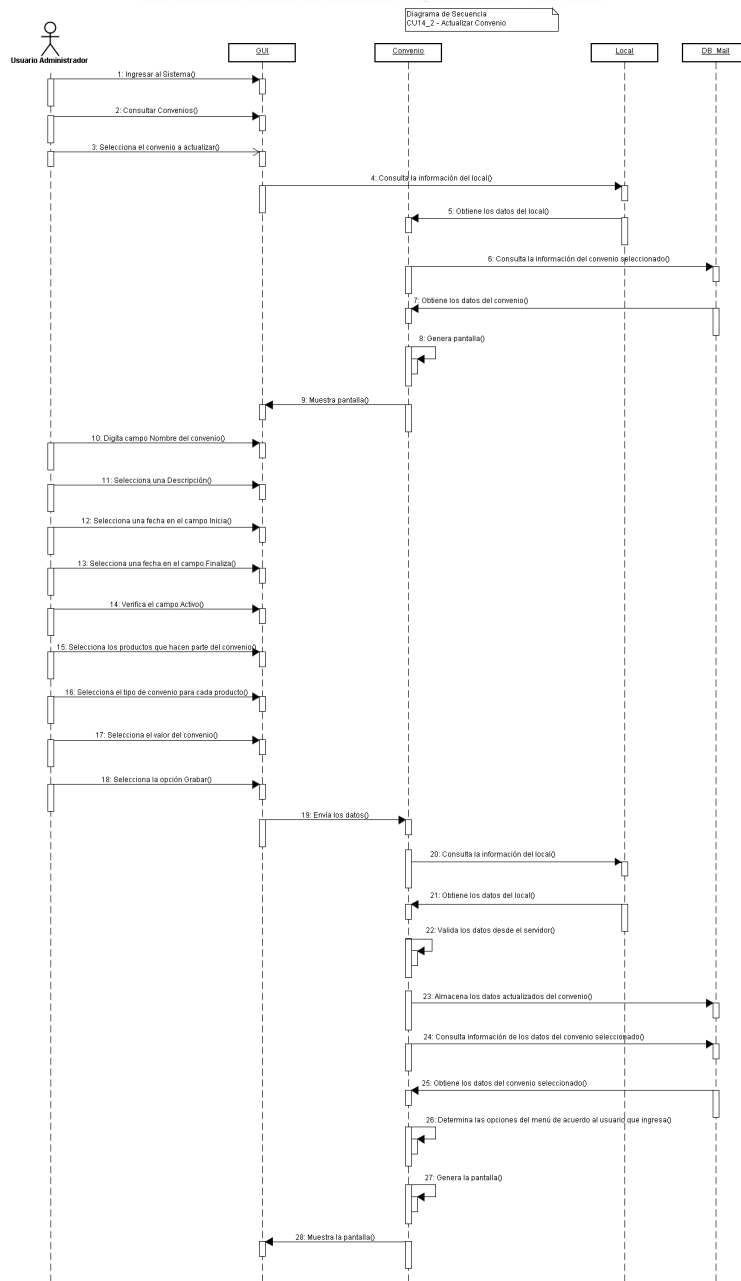 Diagrama de Secuencia
CU14_2 - Actualizar Convenio
Usuario Administrador
GUI
Convenio
Local
DB_Mall
1: Ingresar al Sistema()
2: Consultar Convenios()
3: Selecciona el convenio a actualizar()
4: Consulta la información del local()
5: Obtiene los datos del local()
6: Consulta la información del convenio seleccionado()
7: Obtiene los datos del convenio()
8: Genera pantalla()
9: Muestra pantalla()
10: Digita campo Nombre del convenio()
11: Selecciona una Descripción()
12: Selecciona una fecha en el campo Inicia()
13: Selecciona una fecha en el campo Finaliza()
14: Verifica el campo Activo()
15: Selecciona los productos que hacen parte del convenio()
16: Selecciona el tipo de convenio para cada producto()
17: Selecciona el valor del convenio()
18: Selecciona la opción Grabar()
19: Envía los datos()
20: Consulta la información del local()
21: Obtiene los datos del local()
22: Valida los datos desde el servidor()
23: Almacena los datos actualizados del convenio()
24: Consulta información de los datos del convenio seleccionado()
25: Obtiene los datos del convenio seleccionado()
26: Determina las opciones del menú de acuerdo al usuario que ingresa()
27: Genera la pantalla()
28: Muestra la pantalla()